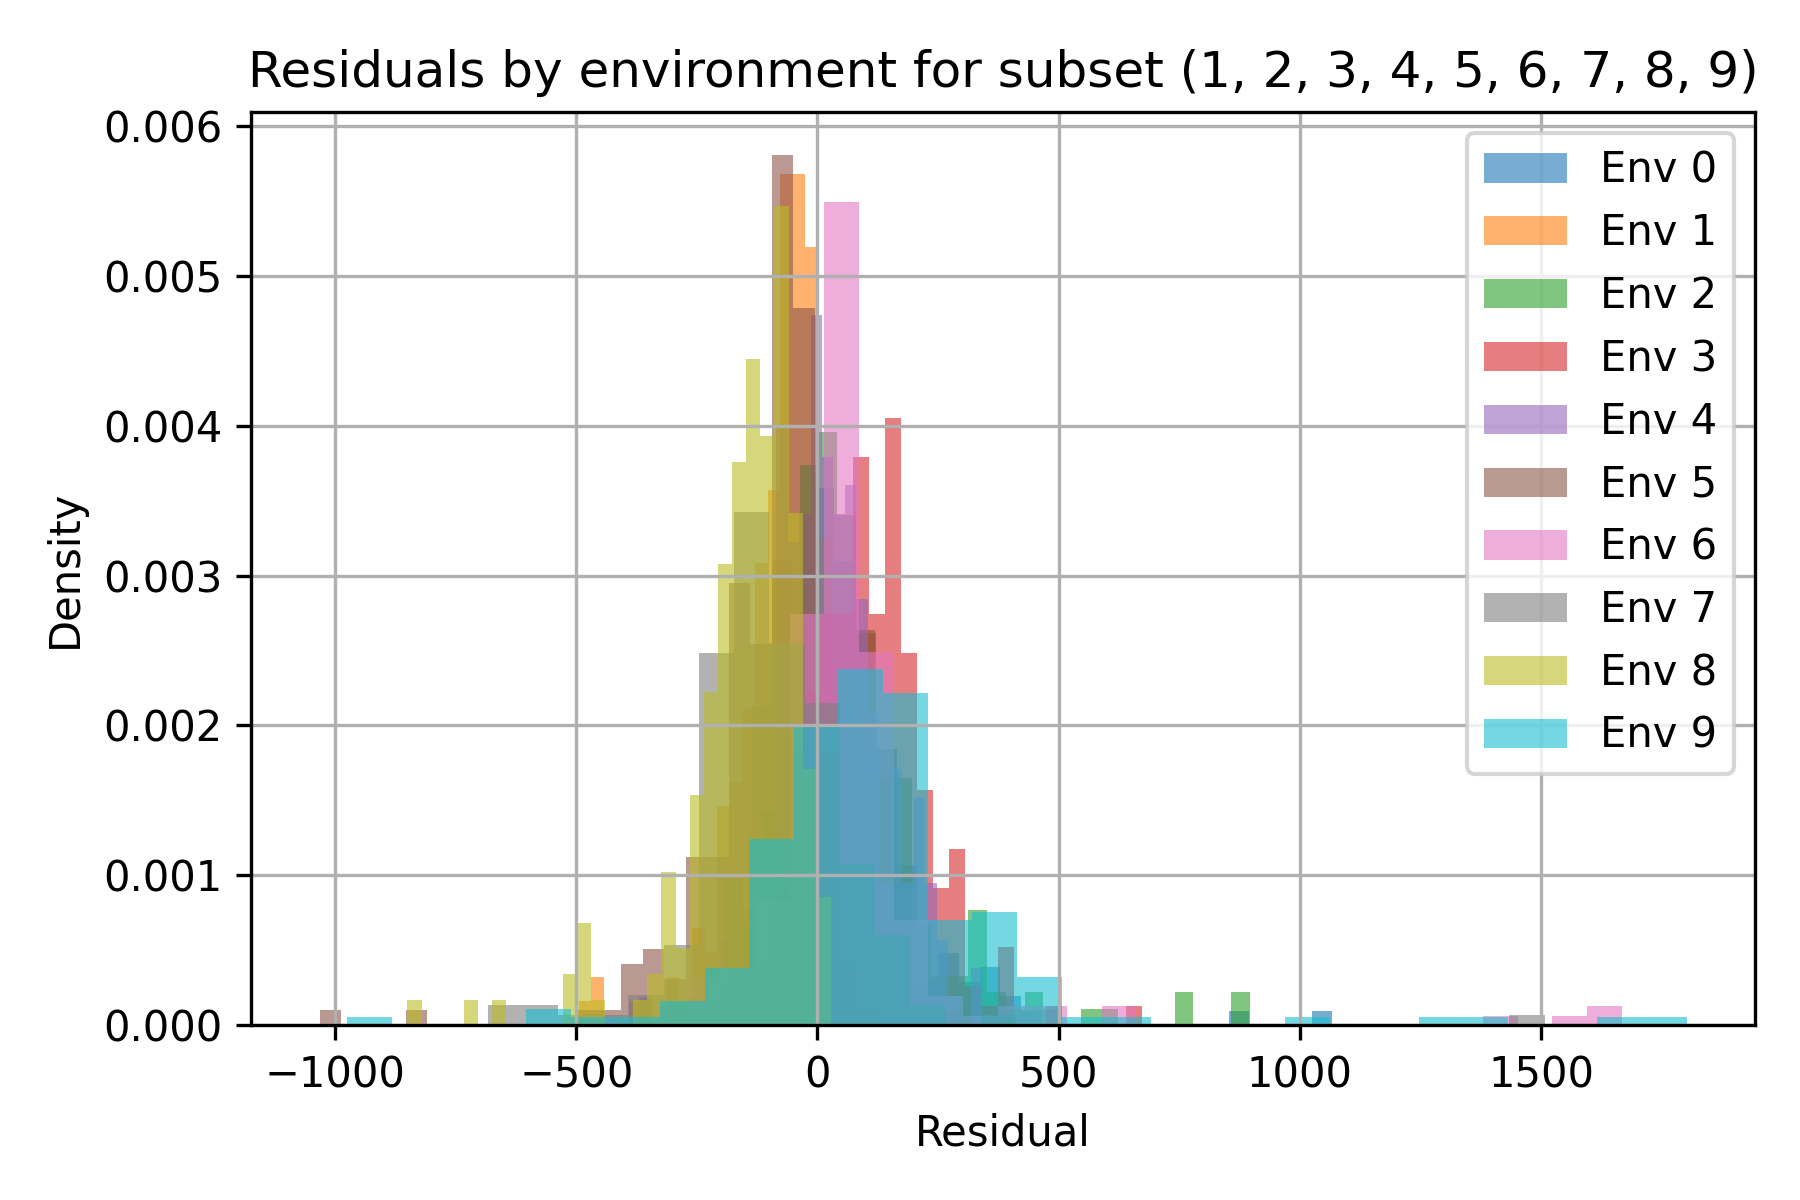 Residuals by environment for subset (1, 2, 3, 4, 5, 6, 7, 8, 9)
0.006
0.005
0.004
0.003
0.002
0.001
0.000
Density
Env 0
Env 1
Env 2
Env 3
Env 4
Env 5
Env 6
Env 7
Env 8
Env 9
−1000
−500
0
500
1000
1500
Residual